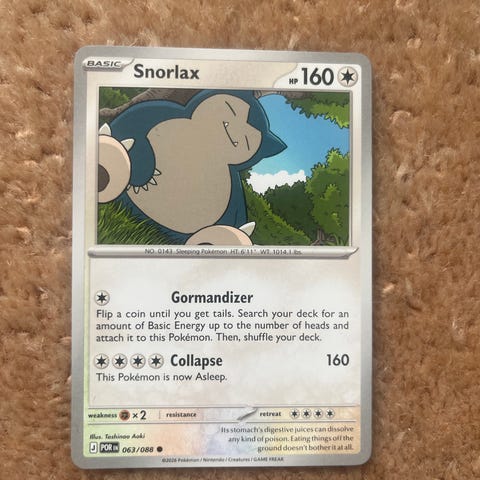 BASIC
Snorlax
HP 160
NO. 0143 Sleeping Pokémon HT: 6'11" WT: 1014.1 lbs.
Gormandizer
Flip a coin until you get tails. Search your deck for an
amount of Basic Energy up to the number of heads and
attach it to this Pokémon. Then, shuffle your deck.
Collapse 160
This Pokémon is now Asleep.
weakness ×2 resistance retreat
Illus. Toshinao Aoki
Its stomach's digestive juices can dissolve
any kind of poison. Eating things off the
ground doesn't bother it at all.
J POR EN 063/088
©2026 Pokémon / Nintendo / Creatures / GAME FREAK